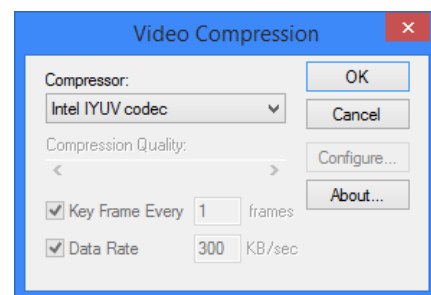 Video Compression
Compressor:
Intel IYUV codec
Compression Quality:
Key Frame Every 1 frames
Data Rate 300 KB/sec
OK
Cancel
Configure...
About...